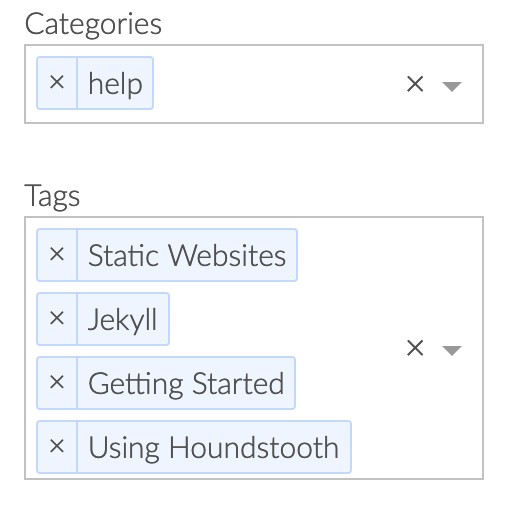 Categories
× help
Tags
× Static Websites
× Jekyll
× Getting Started
× Using Houndstooth